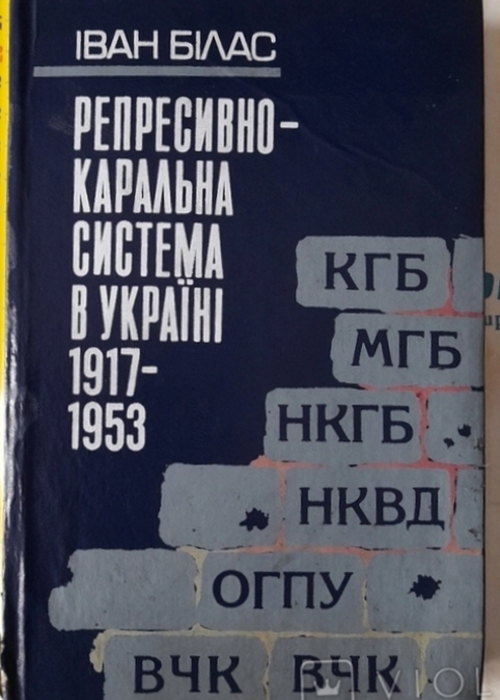 ІВАН БІЛАС
РЕПРЕСИВНО-
КАРАЛЬНА
СИСТЕМА
В УКРАЇНІ
1917-
1953
КГБ
МГБ
НКГБ
НКВД
ОГПУ
ВЧК ВЧК